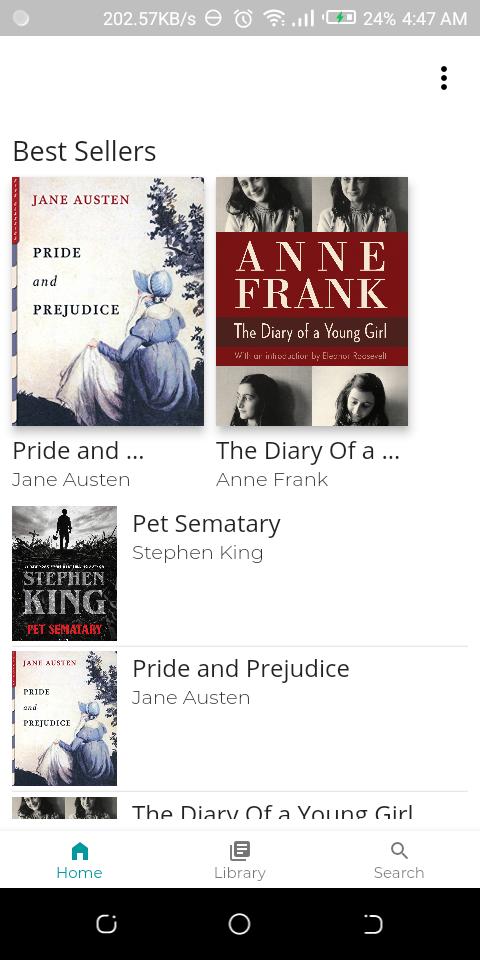 202.57KB/s 24% 4:47 AM
Best Sellers
JANE AUSTEN
PRIDE
and
PREJUDICE
ANNE
FRANK
The Diary of a Young Girl
With an introduction by Eleanor Roosevelt
Pride and ...
Jane Austen
The Diary Of a ...
Anne Frank
STEPHEN
KING
PET SEMATARY
Pet Sematary
Stephen King
JANE AUSTEN
PRIDE
and
PREJUDICE
Pride and Prejudice
Jane Austen
The Diary Of a Young Girl
Home
Library
Search